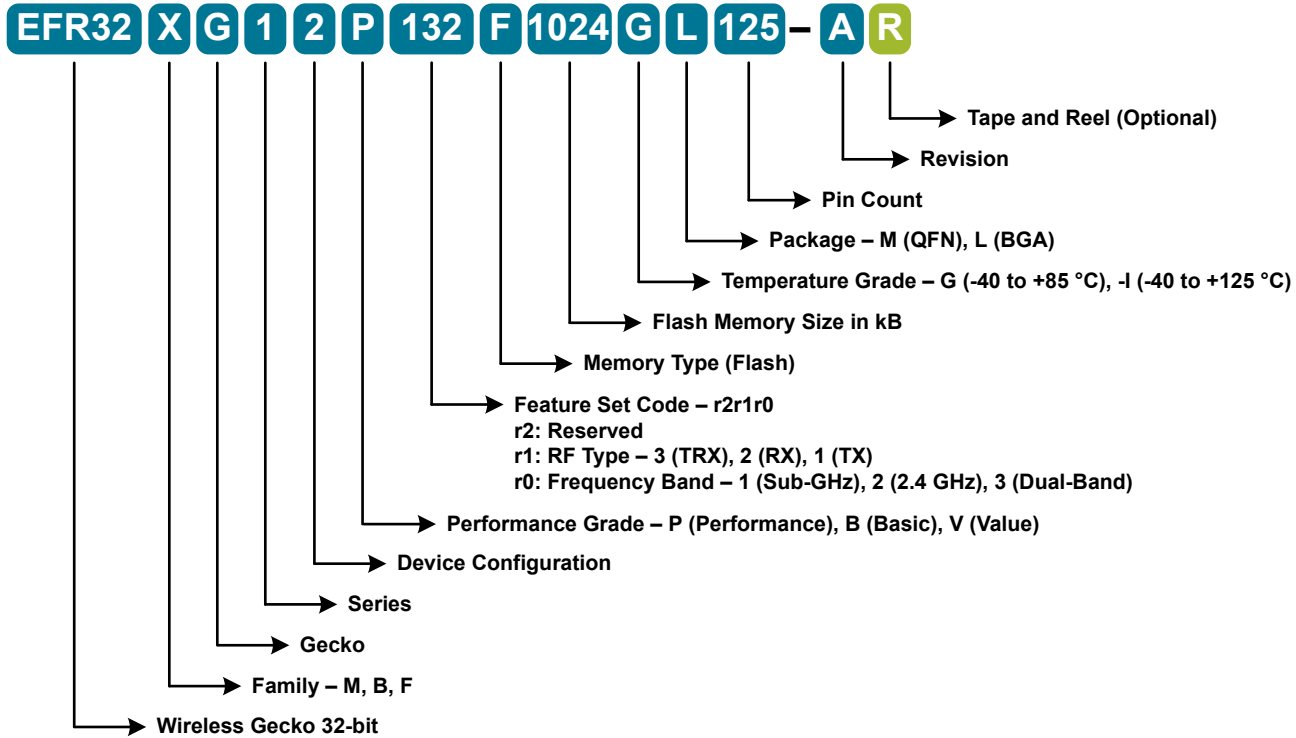 EFR32 X G 1 2 P 132 F 1024 G L 125 – A R
Tape and Reel (Optional)
Revision
Pin Count
Package – M (QFN), L (BGA)
Temperature Grade – G (-40 to +85 °C), -I (-40 to +125 °C)
Flash Memory Size in kB
Memory Type (Flash)
Feature Set Code – r2r1r0
r2: Reserved
r1: RF Type – 3 (TRX), 2 (RX), 1 (TX)
r0: Frequency Band – 1 (Sub-GHz), 2 (2.4 GHz), 3 (Dual-Band)
Performance Grade – P (Performance), B (Basic), V (Value)
Device Configuration
Series
Gecko
Family – M, B, F
Wireless Gecko 32-bit